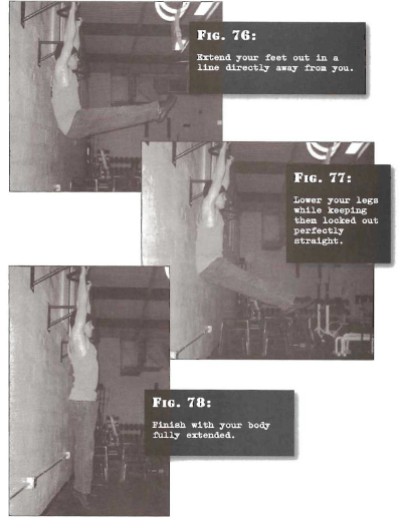 FIG. 76:
Extend your feet out in a
line directly away from you.
FIG. 77:
Lower your legs
while keeping
them locked out
perfectly
straight.
FIG. 78:
Finish with your body
fully extended.